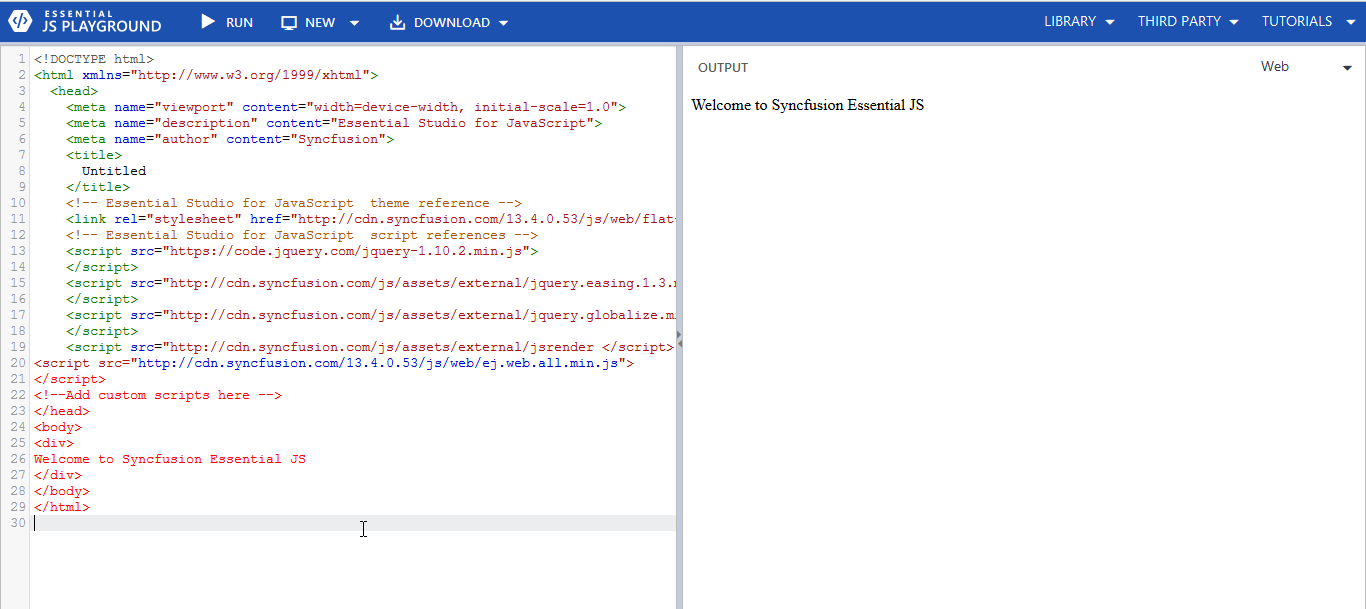 ESSENTIAL
JS PLAYGROUND
RUN
NEW
DOWNLOAD
LIBRARY
THIRD PARTY
TUTORIALS
1 <!DOCTYPE html>
2 <html xmlns="http://www.w3.org/1999/xhtml">
3 <head>
4 <meta name="viewport" content="width=device-width, initial-scale=1.0">
5 <meta name="description" content="Essential Studio for JavaScript">
6 <meta name="author" content="Syncfusion">
7 <title>
8 Untitled
9 </title>
10 <!-- Essential Studio for JavaScript  theme reference -->
11 <link rel="stylesheet" href="http://cdn.syncfusion.com/13.4.0.53/js/web/flat-
12 <!-- Essential Studio for JavaScript  script references -->
13 <script src="https://code.jquery.com/jquery-1.10.2.min.js">
14 </script>
15 <script src="http://cdn.syncfusion.com/js/assets/external/jquery.easing.1.3.m
16 </script>
17 <script src="http://cdn.syncfusion.com/js/assets/external/jquery.globalize.m
18 </script>
19 <script src="http://cdn.syncfusion.com/js/assets/external/jsrender </script>
20 <script src="http://cdn.syncfusion.com/13.4.0.53/js/web/ej.web.all.min.js">
21 </script>
22 <!--Add custom scripts here -->
23 </head>
24 <body>
25 <div>
26 Welcome to Syncfusion Essential JS
27 </div>
28 </body>
29 </html>
30
OUTPUT
Web
Welcome to Syncfusion Essential JS